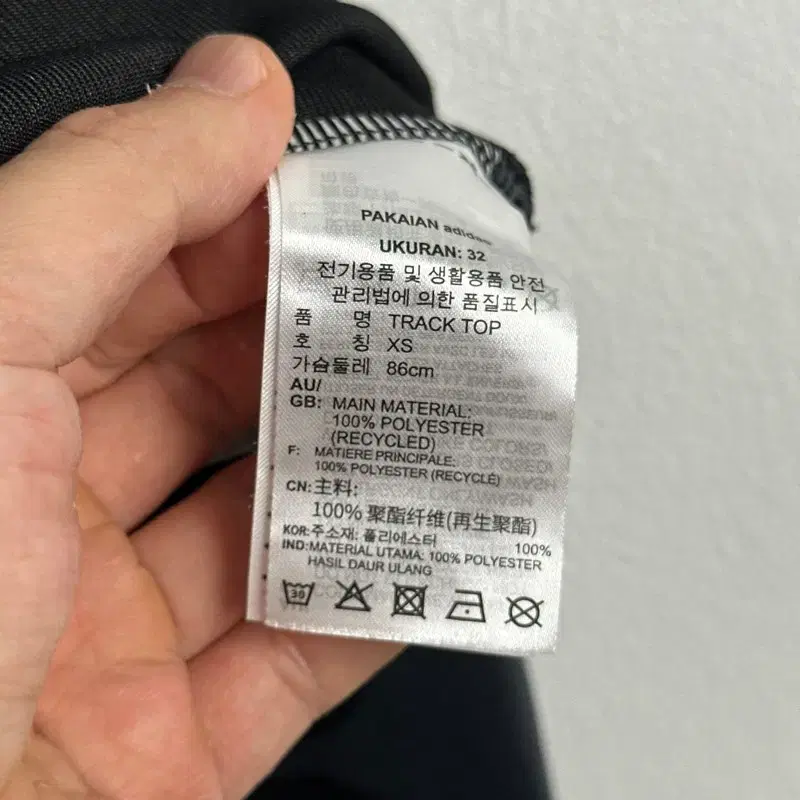 PAKAIAN adidas
UKURAN: 32
전기용품 및 생활용품 안전
관리법에 의한 품질표시
품 명 TRACK TOP
호 칭 XS
가슴둘레 86cm
AU/
GB: MAIN MATERIAL:
100% POLYESTER
(RECYCLED)
F: MATIERE PRINCIPALE:
100% POLYESTER (RECYCLÉ)
CN: 主料:
100% 聚酯纤维(再生聚酯)
KOR: 주소재: 폴리에스터 100%
IND: MATERIAL UTAMA: 100% POLYESTER
HASIL DAUR ULANG
30